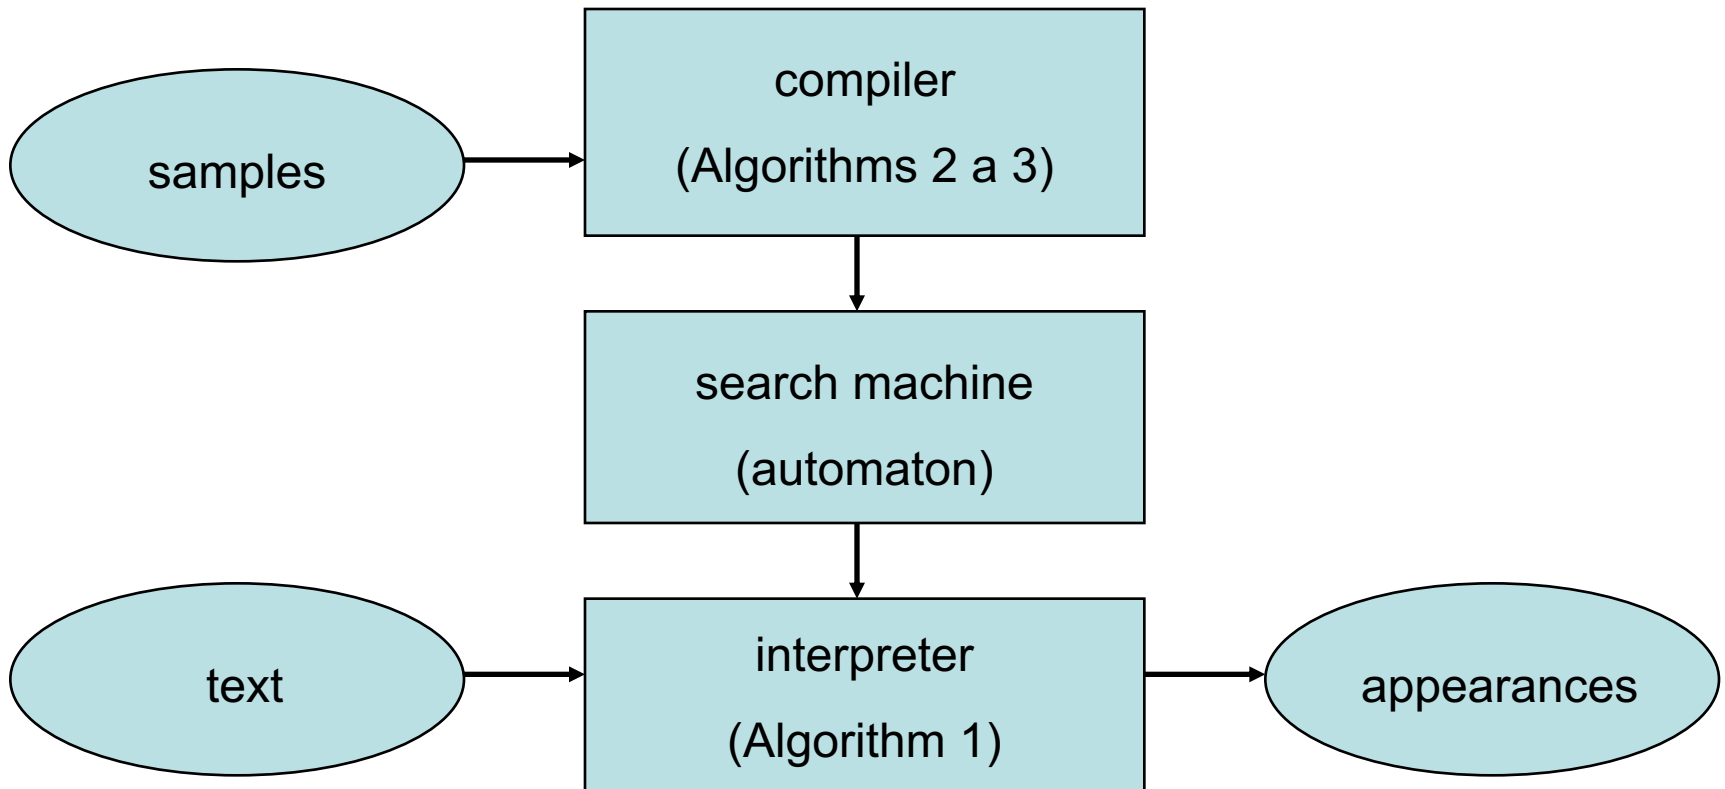 compiler
(Algorithms 2 a 3)
samples
search machine
(automaton)
interpreter
(Algorithm 1)
text
appearances